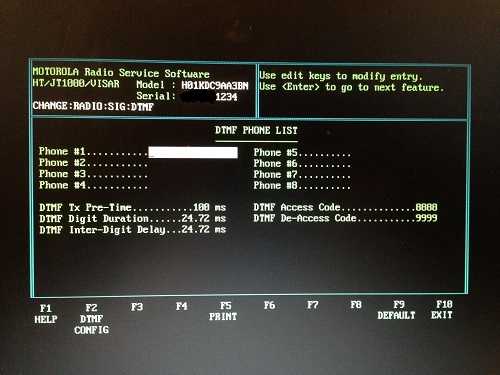 MOTOROLA Radio Service Software
HT/JT1000/VISAR Model : H01KDC9AA3BN
Serial: 1234
CHANGE:RADIO:SIG:DTMF
Use edit keys to modify entry.
Use <Enter> to go to next feature.
DTMF PHONE LIST
Phone #1.......... Phone #5..........
Phone #2.......... Phone #6..........
Phone #3.......... Phone #7..........
Phone #4.......... Phone #8..........
DTMF Tx Pre-Time...........100 ms DTMF Access Code............8888
DTMF Digit Duration......24.72 ms DTMF De-Access Code.........9999
DTMF Inter-Digit Delay...24.72 ms
F1 F2 F3 F4 F5 F6 F7 F8 F9 F10
HELP DTMF PRINT DEFAULT EXIT
CONFIG